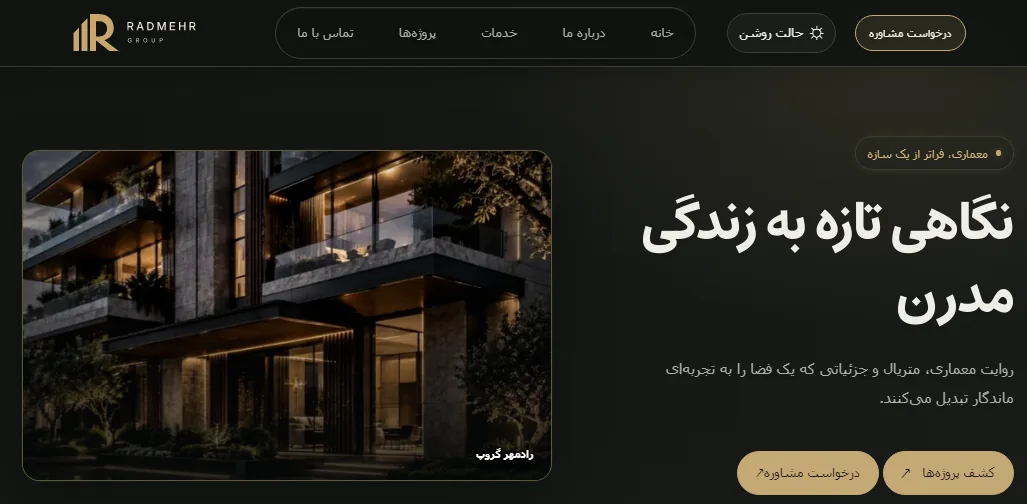 RADMEHR
GROUP
خانه
درباره ما
خدمات
پروژه‌ها
تماس با ما
حالت روشن
درخواست مشاوره
معماری، فراتر از یک سازه
نگاهی تازه به زندگی
مدرن
روایت معماری، متریال و جزئیاتی که یک فضا را به تجربه‌ای
ماندگار تبدیل می‌کنند.
کشف پروژه‌ها ↗
درخواست مشاوره↗
رادمهر گروپ